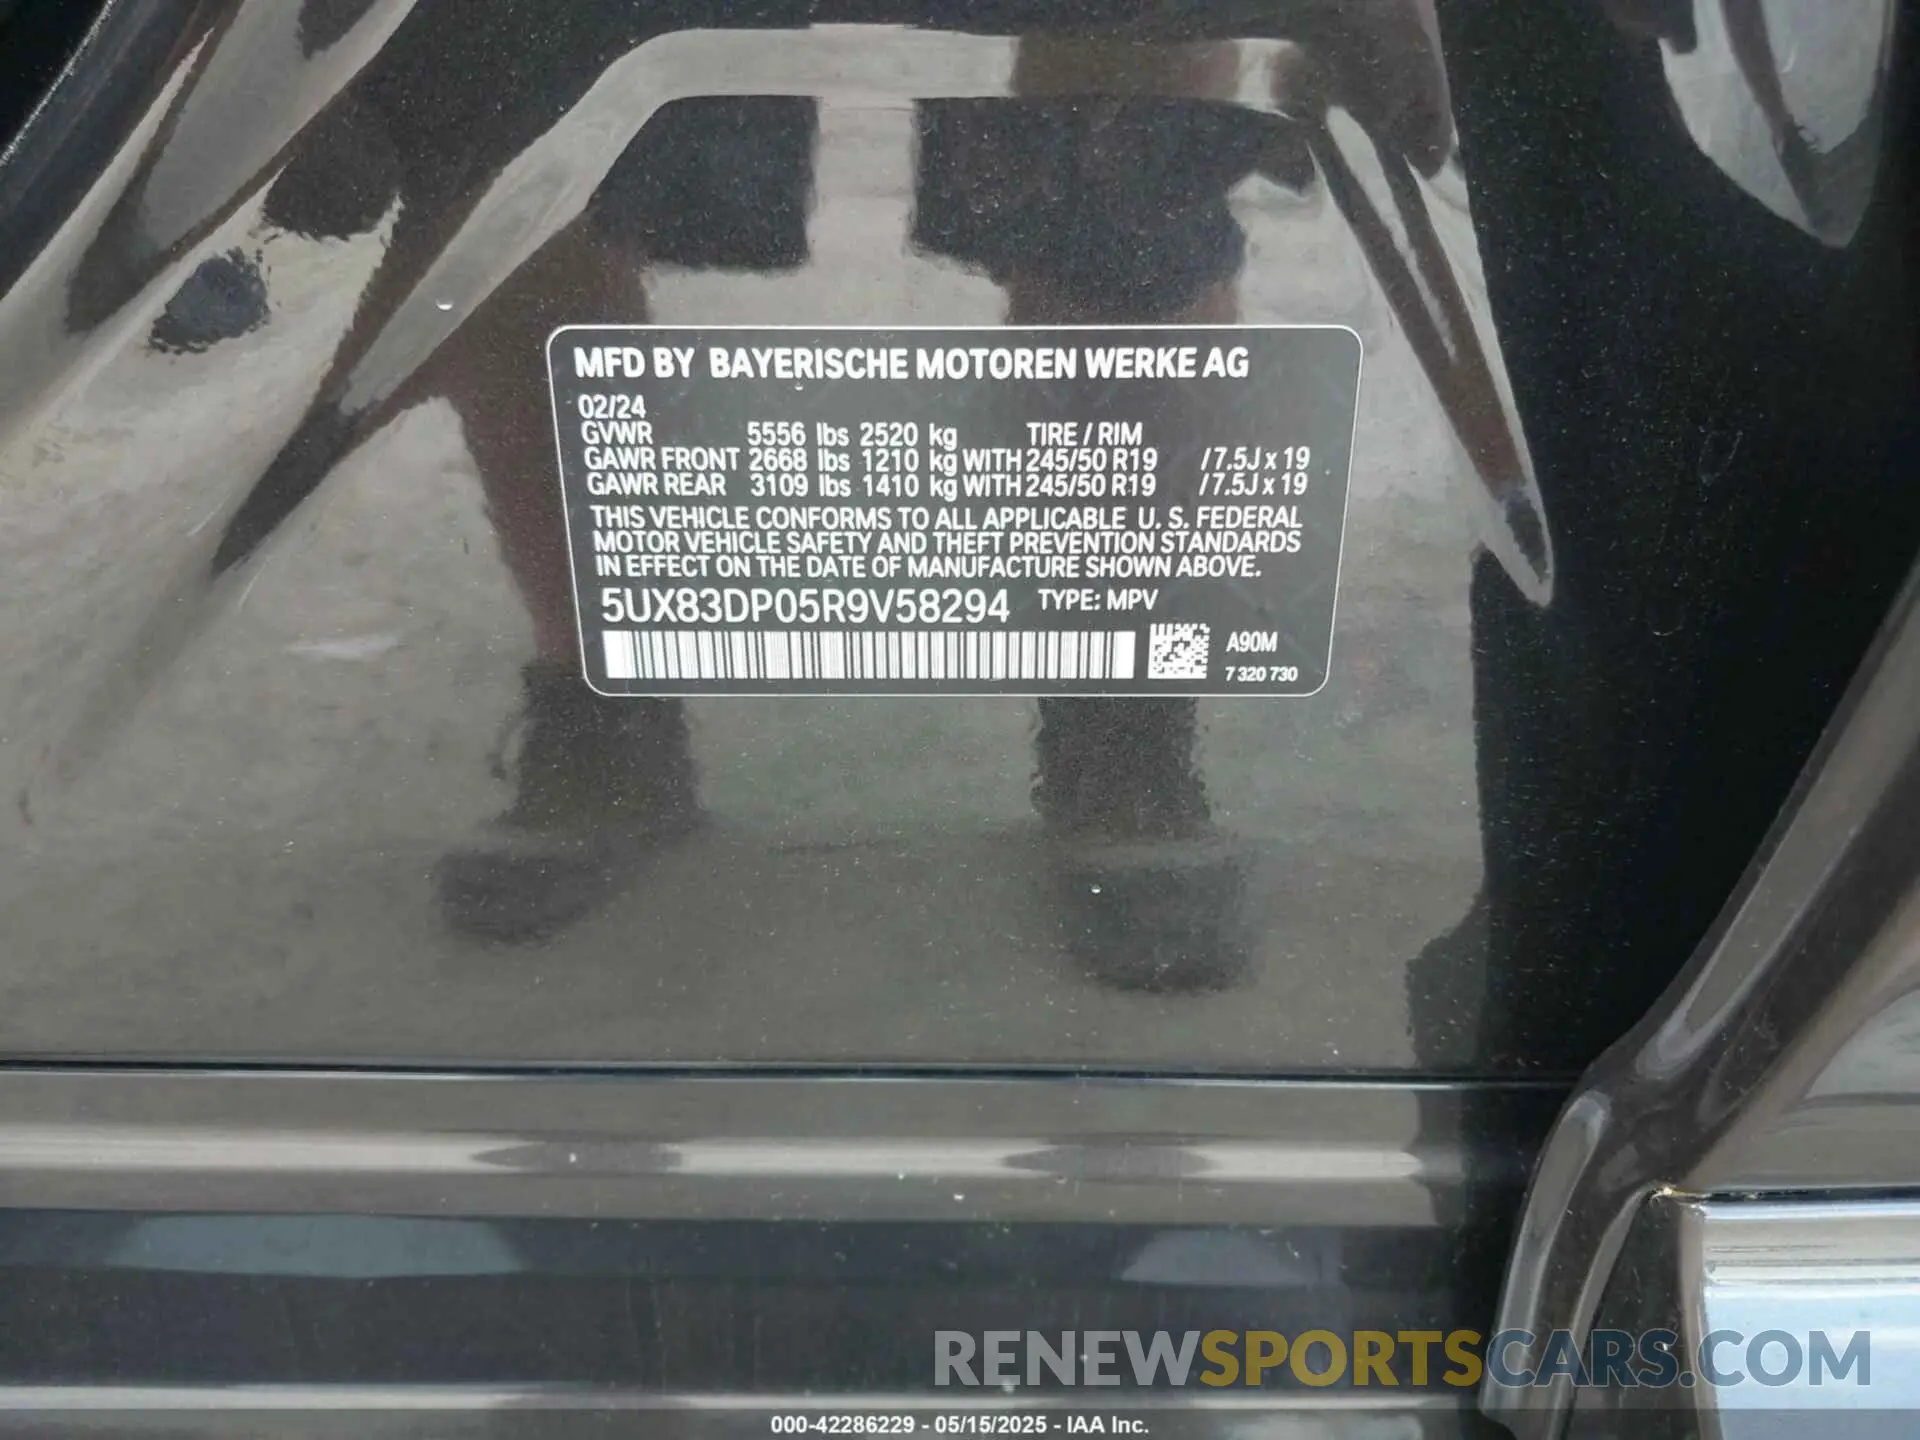 MFD BY BAYERISCHE MOTOREN WERKE AG
02/24
GVWR 5556 lbs 2520 kg TIRE / RIM
GAWR FRONT 2668 lbs 1210 kg WITH 245/50 R19 / 7.5J x 19
GAWR REAR 3109 lbs 1410 kg WITH 245/50 R19 / 7.5J x 19
THIS VEHICLE CONFORMS TO ALL APPLICABLE U. S. FEDERAL
MOTOR VEHICLE SAFETY AND THEFT PREVENTION STANDARDS
IN EFFECT ON THE DATE OF MANUFACTURE SHOWN ABOVE.
5UX83DP05R9V58294 TYPE: MPV
A90M
7 320 730
RENEWSPORTSCARS.COM
000-42286229 - 05/15/2025 - IAA Inc.